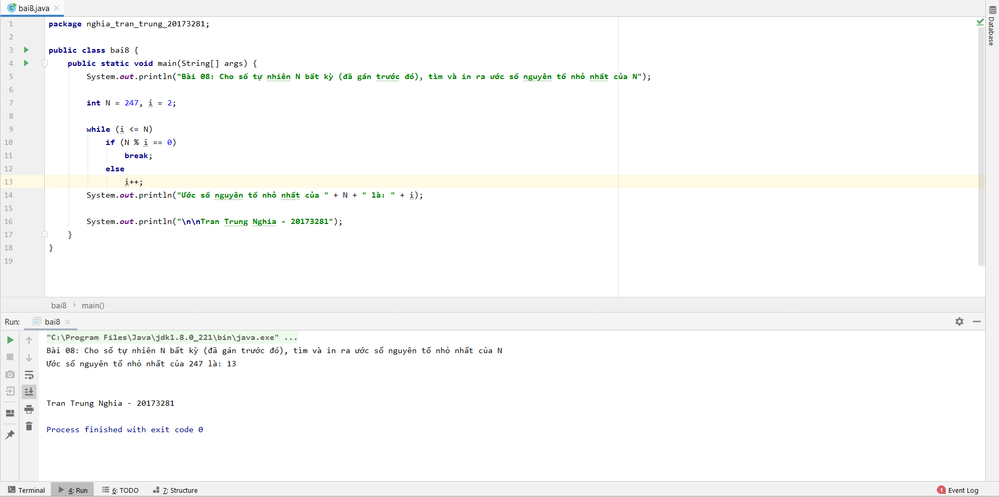 bai8.java
Database
1 package nghia_tran_trung_20173281;
2
3 public class bai8 {
4 public static void main(String[] args) {
5 System.out.println("Bài 08: Cho số tự nhiên N bất kỳ (đã gán trước đó), tìm và in ra ước số nguyên tố nhỏ nhất của N");
6
7 int N = 247, i = 2;
8
9 while (i <= N)
10 if (N % i == 0)
11 break;
12 else
13 i++;
14 System.out.println("Ước số nguyên tố nhỏ nhất của " + N + " là: " + i);
15
16 System.out.println("\n\nTran Trung Nghia - 20173281");
17 }
18 }
19
bai8 › main()
Run: bai8
"C:\Program Files\Java\jdk1.8.0_221\bin\java.exe" ...
Bài 08: Cho số tự nhiên N bất kỳ (đã gán trước đó), tìm và in ra ước số nguyên tố nhỏ nhất của N
Ước số nguyên tố nhỏ nhất của 247 là: 13
Tran Trung Nghia - 20173281
Process finished with exit code 0
Terminal 4: Run 6: TODO 7: Structure 1 Event Log